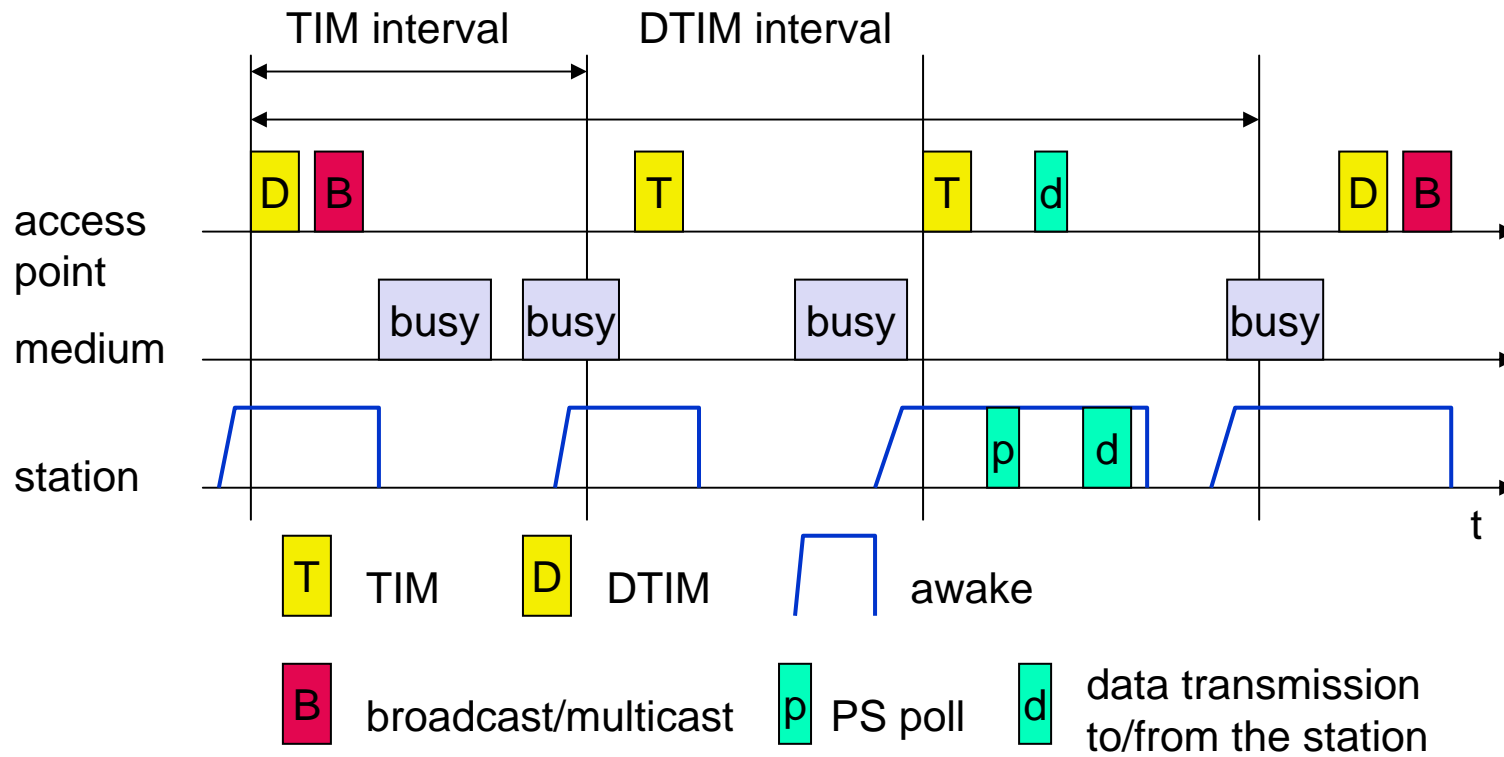 TIM interval DTIM interval
D B T T d D B
access
point
busy busy busy busy
medium
p d
station
t
T TIM D DTIM awake
B broadcast/multicast p PS poll d data transmission
to/from the station